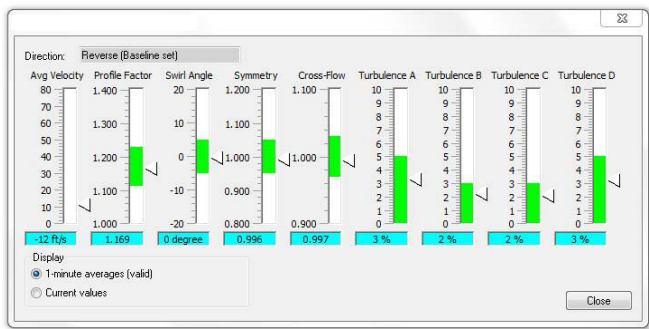 Direction: Reverse (Baseline set)
Avg Velocity Profile Factor Swirl Angle Symmetry Cross-Flow Turbulence A Turbulence B Turbulence C Turbulence D
80 1.400 20 1.200 1.100 10 10 10 10
9 9 9 9
70 8 8 8 8
60 1.300 10 1.100 7 7 7 7
50 6 6 6 6
40 1.200 0 1.000 1.000 5 5 5 5
30 4 4 4 4
20 1.100 -10 0.900 3 3 3 3
2 2 2 2
10 1 1 1 1
0 1.000 -20 0.800 0.900 0 0 0 0
-12 ft/s 1.169 0 degree 0.996 0.997 3 % 2 % 2 % 3 %
Display
1-minute averages (valid)
Current values
Close